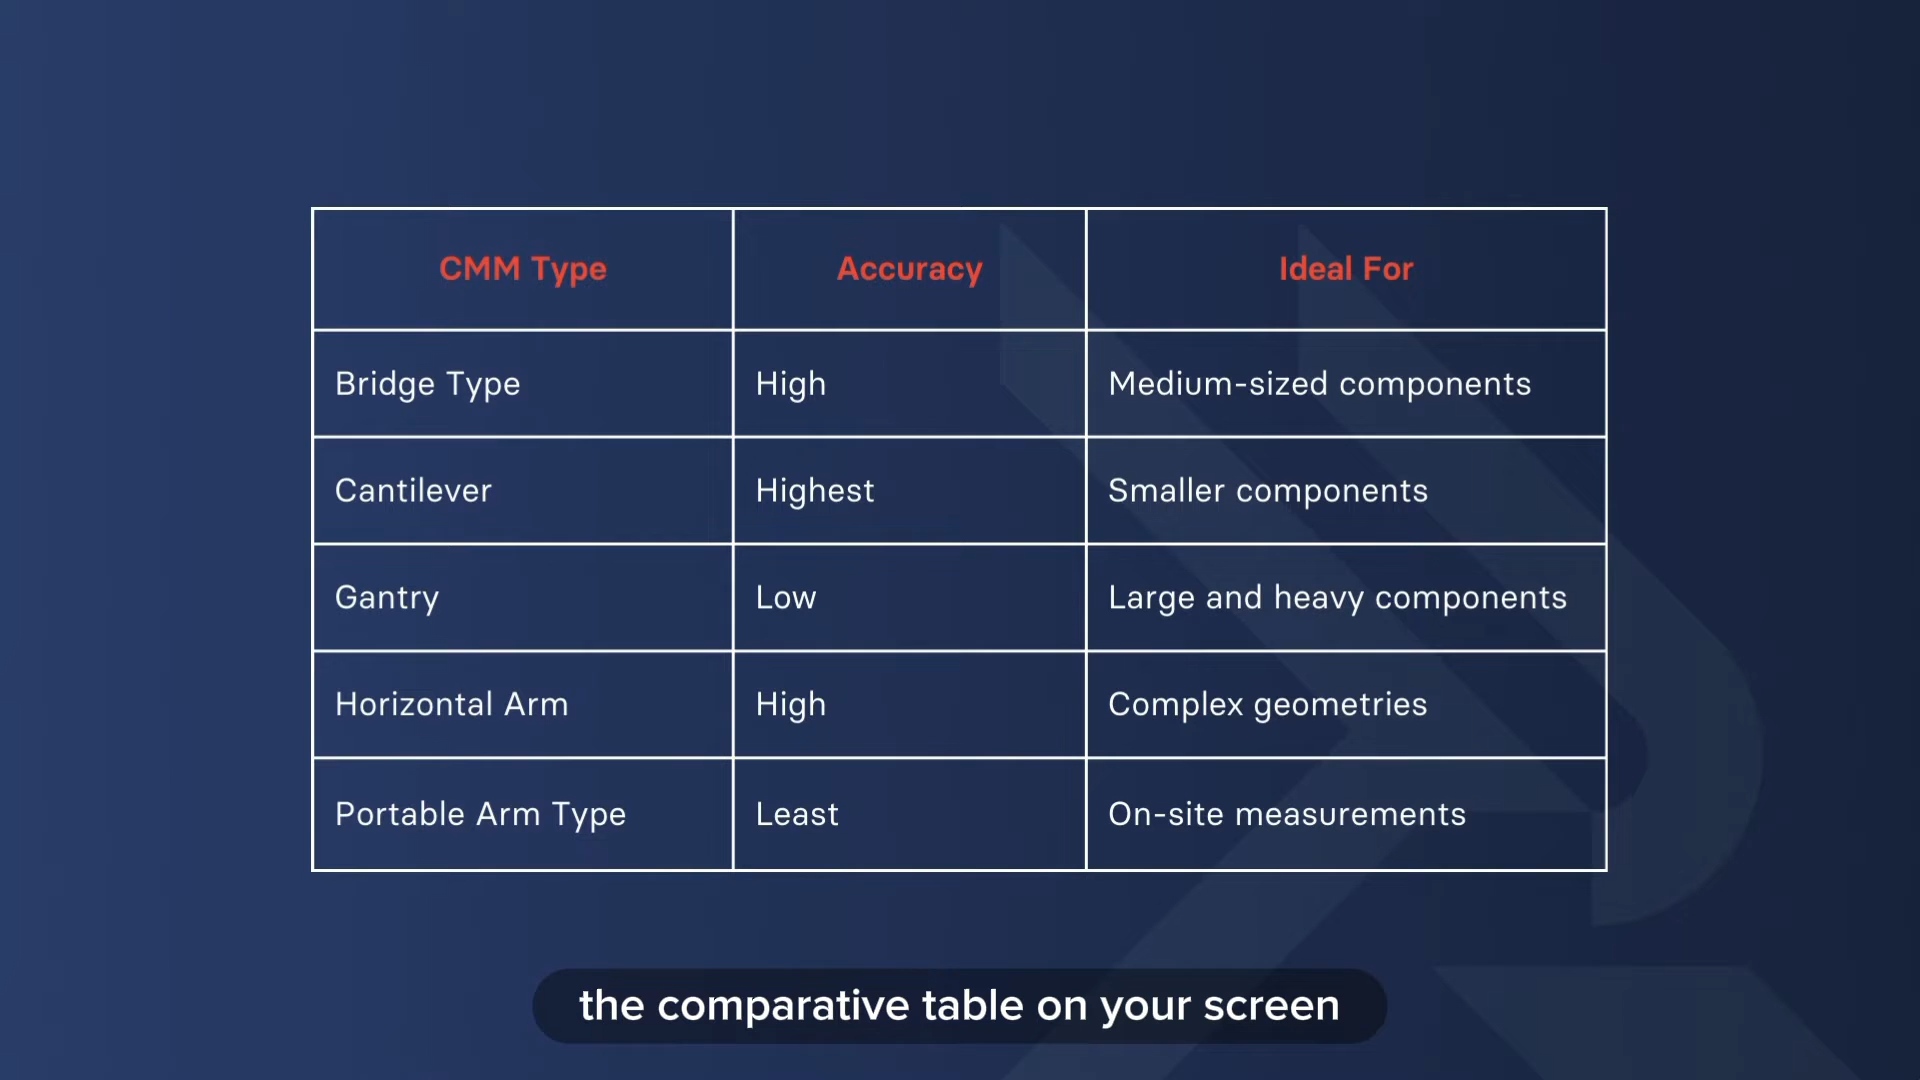 CMM Type Accuracy Ideal For
Bridge Type High Medium-sized components
Cantilever Highest Smaller components
Gantry Low Large and heavy components
Horizontal Arm High Complex geometries
Portable Arm Type Least On-site measurements
the comparative table on your screen